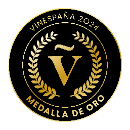 VINESPAÑA 2024
Ṽ
MEDALLA DE ORO